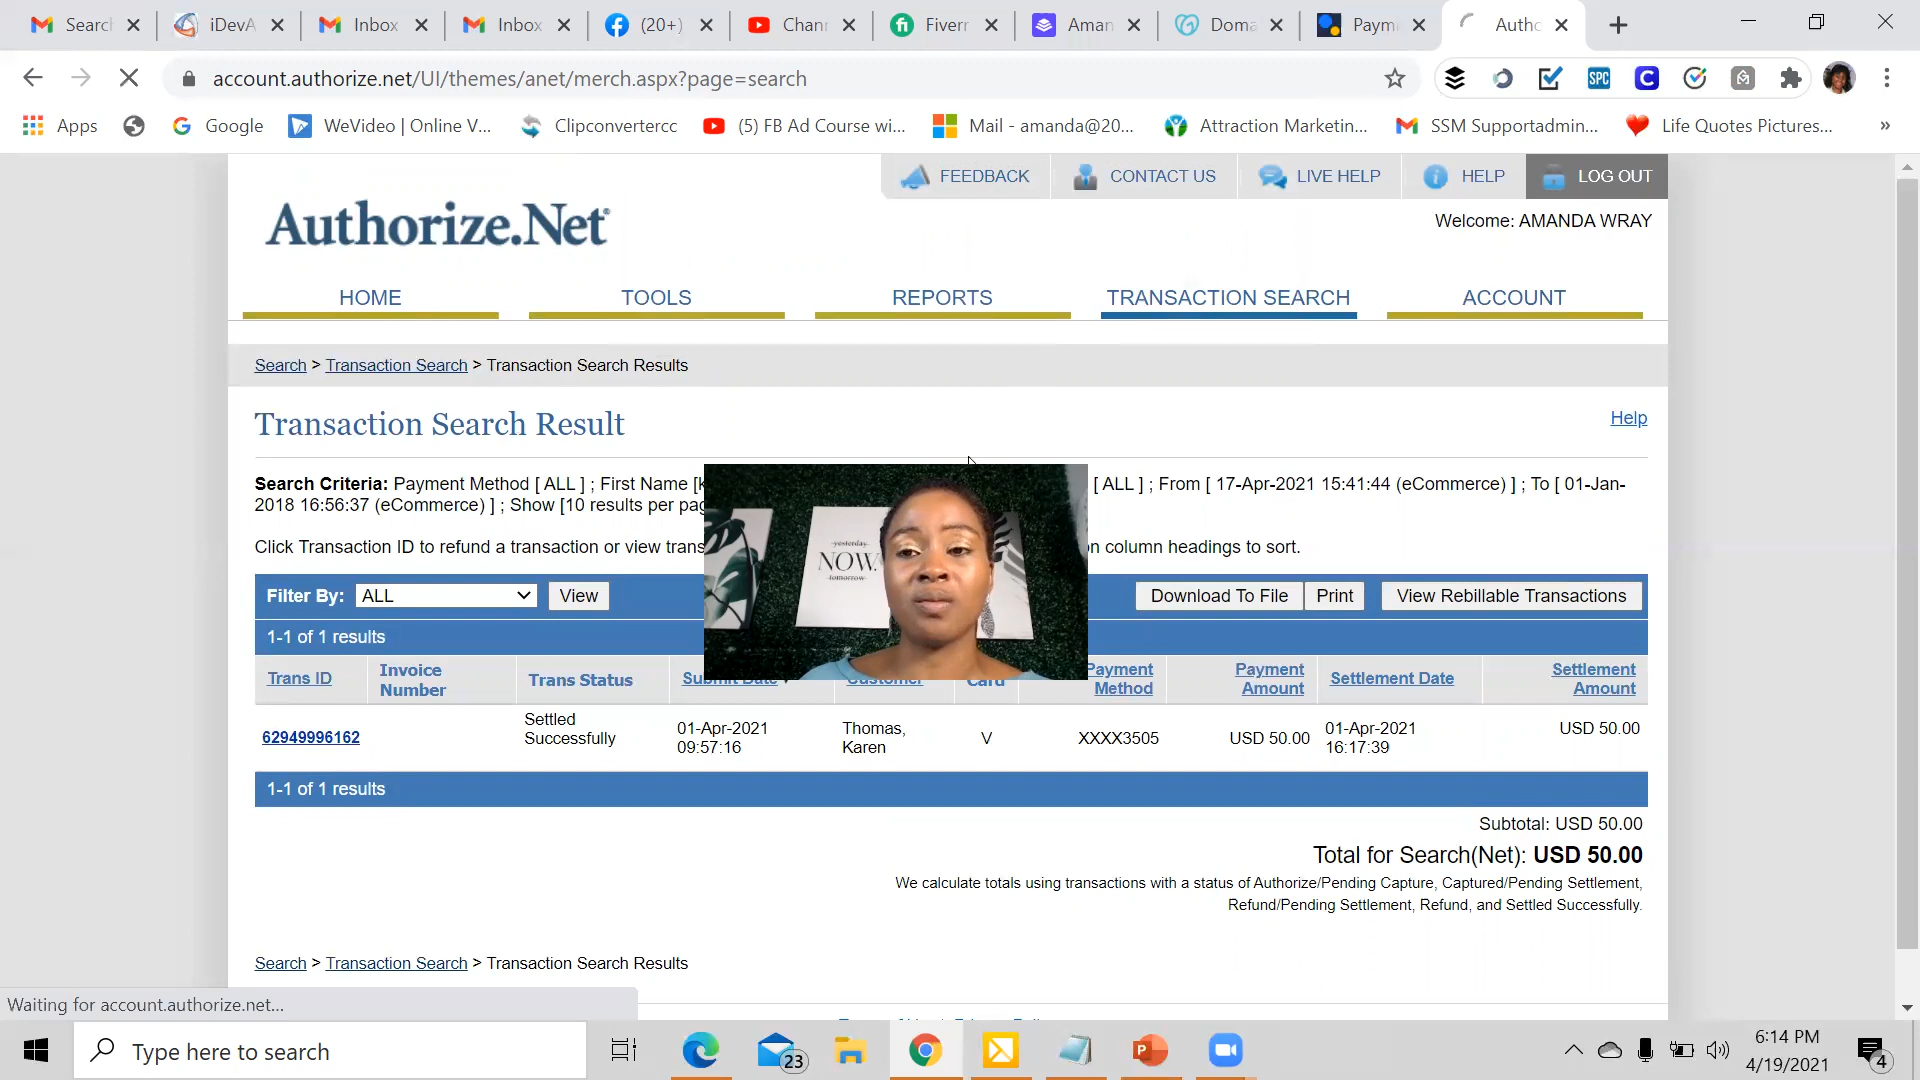 Search
iDevA
Inbox
Inbox
(20+)
Chann
Fiverr
Aman
Doma
Payme
Autho
account.authorize.net/UI/themes/anet/merch.aspx?page=search
SPC
Apps
Google
WeVideo | Online V...
Clipconvertercc
(5) FB Ad Course wi...
Mail - amanda@20...
Attraction Marketin...
SSM Supportadmin...
Life Quotes Pictures...
»
FEEDBACK
CONTACT US
LIVE HELP
HELP
LOG OUT
Authorize.Net
Welcome: AMANDA WRAY
HOME
TOOLS
REPORTS
TRANSACTION SEARCH
ACCOUNT
Search > Transaction Search > Transaction Search Results
Transaction Search Result
Help
Search Criteria: Payment Method [ ALL ] ; First Name [ [ ALL ] ; From [ 17-Apr-2021 15:41:44 (eCommerce) ] ; To [ 01-Jan-
2018 16:56:37 (eCommerce) ] ; Show [10 results per
Click Transaction ID to refund a transaction or view column headings to sort.
yesterday
NOW.
tomorrow
Filter By: ALL View
Download To File Print View Rebillable Transactions
1-1 of 1 results
Trans ID
Invoice Number
Trans Status
Submit Date
Customer
Card
Payment Method
Payment Amount
Settlement Date
Settlement Amount
62949996162
Settled Successfully
01-Apr-2021 09:57:16
Thomas, Karen
V
XXXX3505
USD 50.00
01-Apr-2021 16:17:39
USD 50.00
1-1 of 1 results
Subtotal: USD 50.00
Total for Search(Net): USD 50.00
We calculate totals using transactions with a status of Authorize/Pending Capture, Captured/Pending Settlement,
Refund/Pending Settlement, Refund, and Settled Successfully.
Search > Transaction Search > Transaction Search Results
Waiting for account.authorize.net...
Type here to search
23
6:14 PM
4/19/2021
4